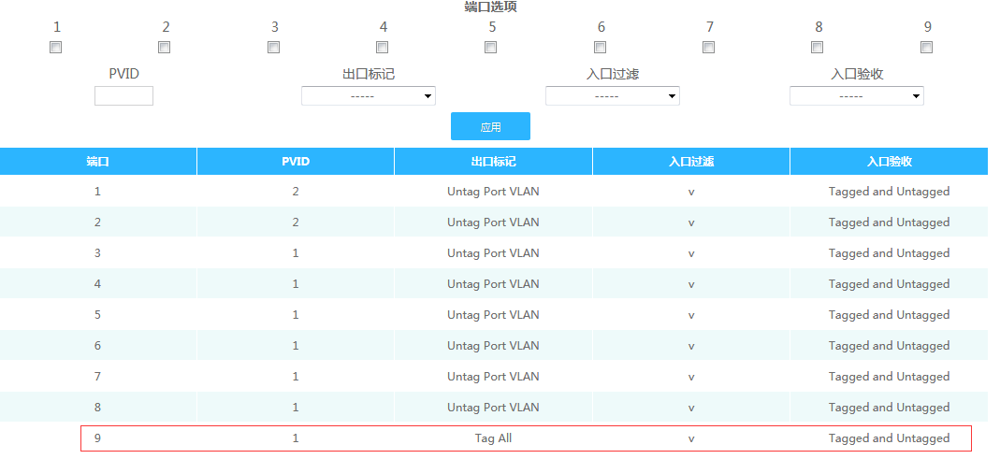 端口选项
1 2 3 4 5 6 7 8 9
PVID 出口标记 入口过滤 入口验收
----- ----- -----
应用
端口 PVID 出口标记 入口过滤 入口验收
1 2 Untag Port VLAN v Tagged and Untagged
2 2 Untag Port VLAN v Tagged and Untagged
3 1 Untag Port VLAN v Tagged and Untagged
4 1 Untag Port VLAN v Tagged and Untagged
5 1 Untag Port VLAN v Tagged and Untagged
6 1 Untag Port VLAN v Tagged and Untagged
7 1 Untag Port VLAN v Tagged and Untagged
8 1 Untag Port VLAN v Tagged and Untagged
9 1 Tag All v Tagged and Untagged